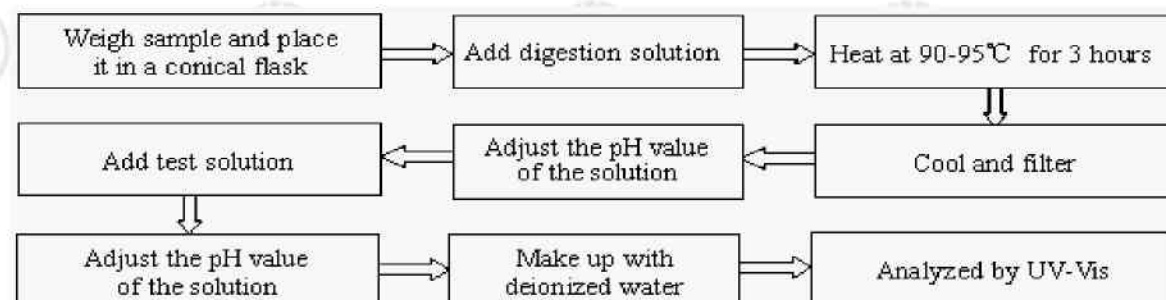 Weigh sample and place
it in a conical flask
Add digestion solution
Heat at 90-95℃ for 3 hours
Cool and filter
Adjust the pH value
of the solution
Add test solution
Adjust the pH value
of the solution
Make up with
deionized water
Analyzed by UV-Vis